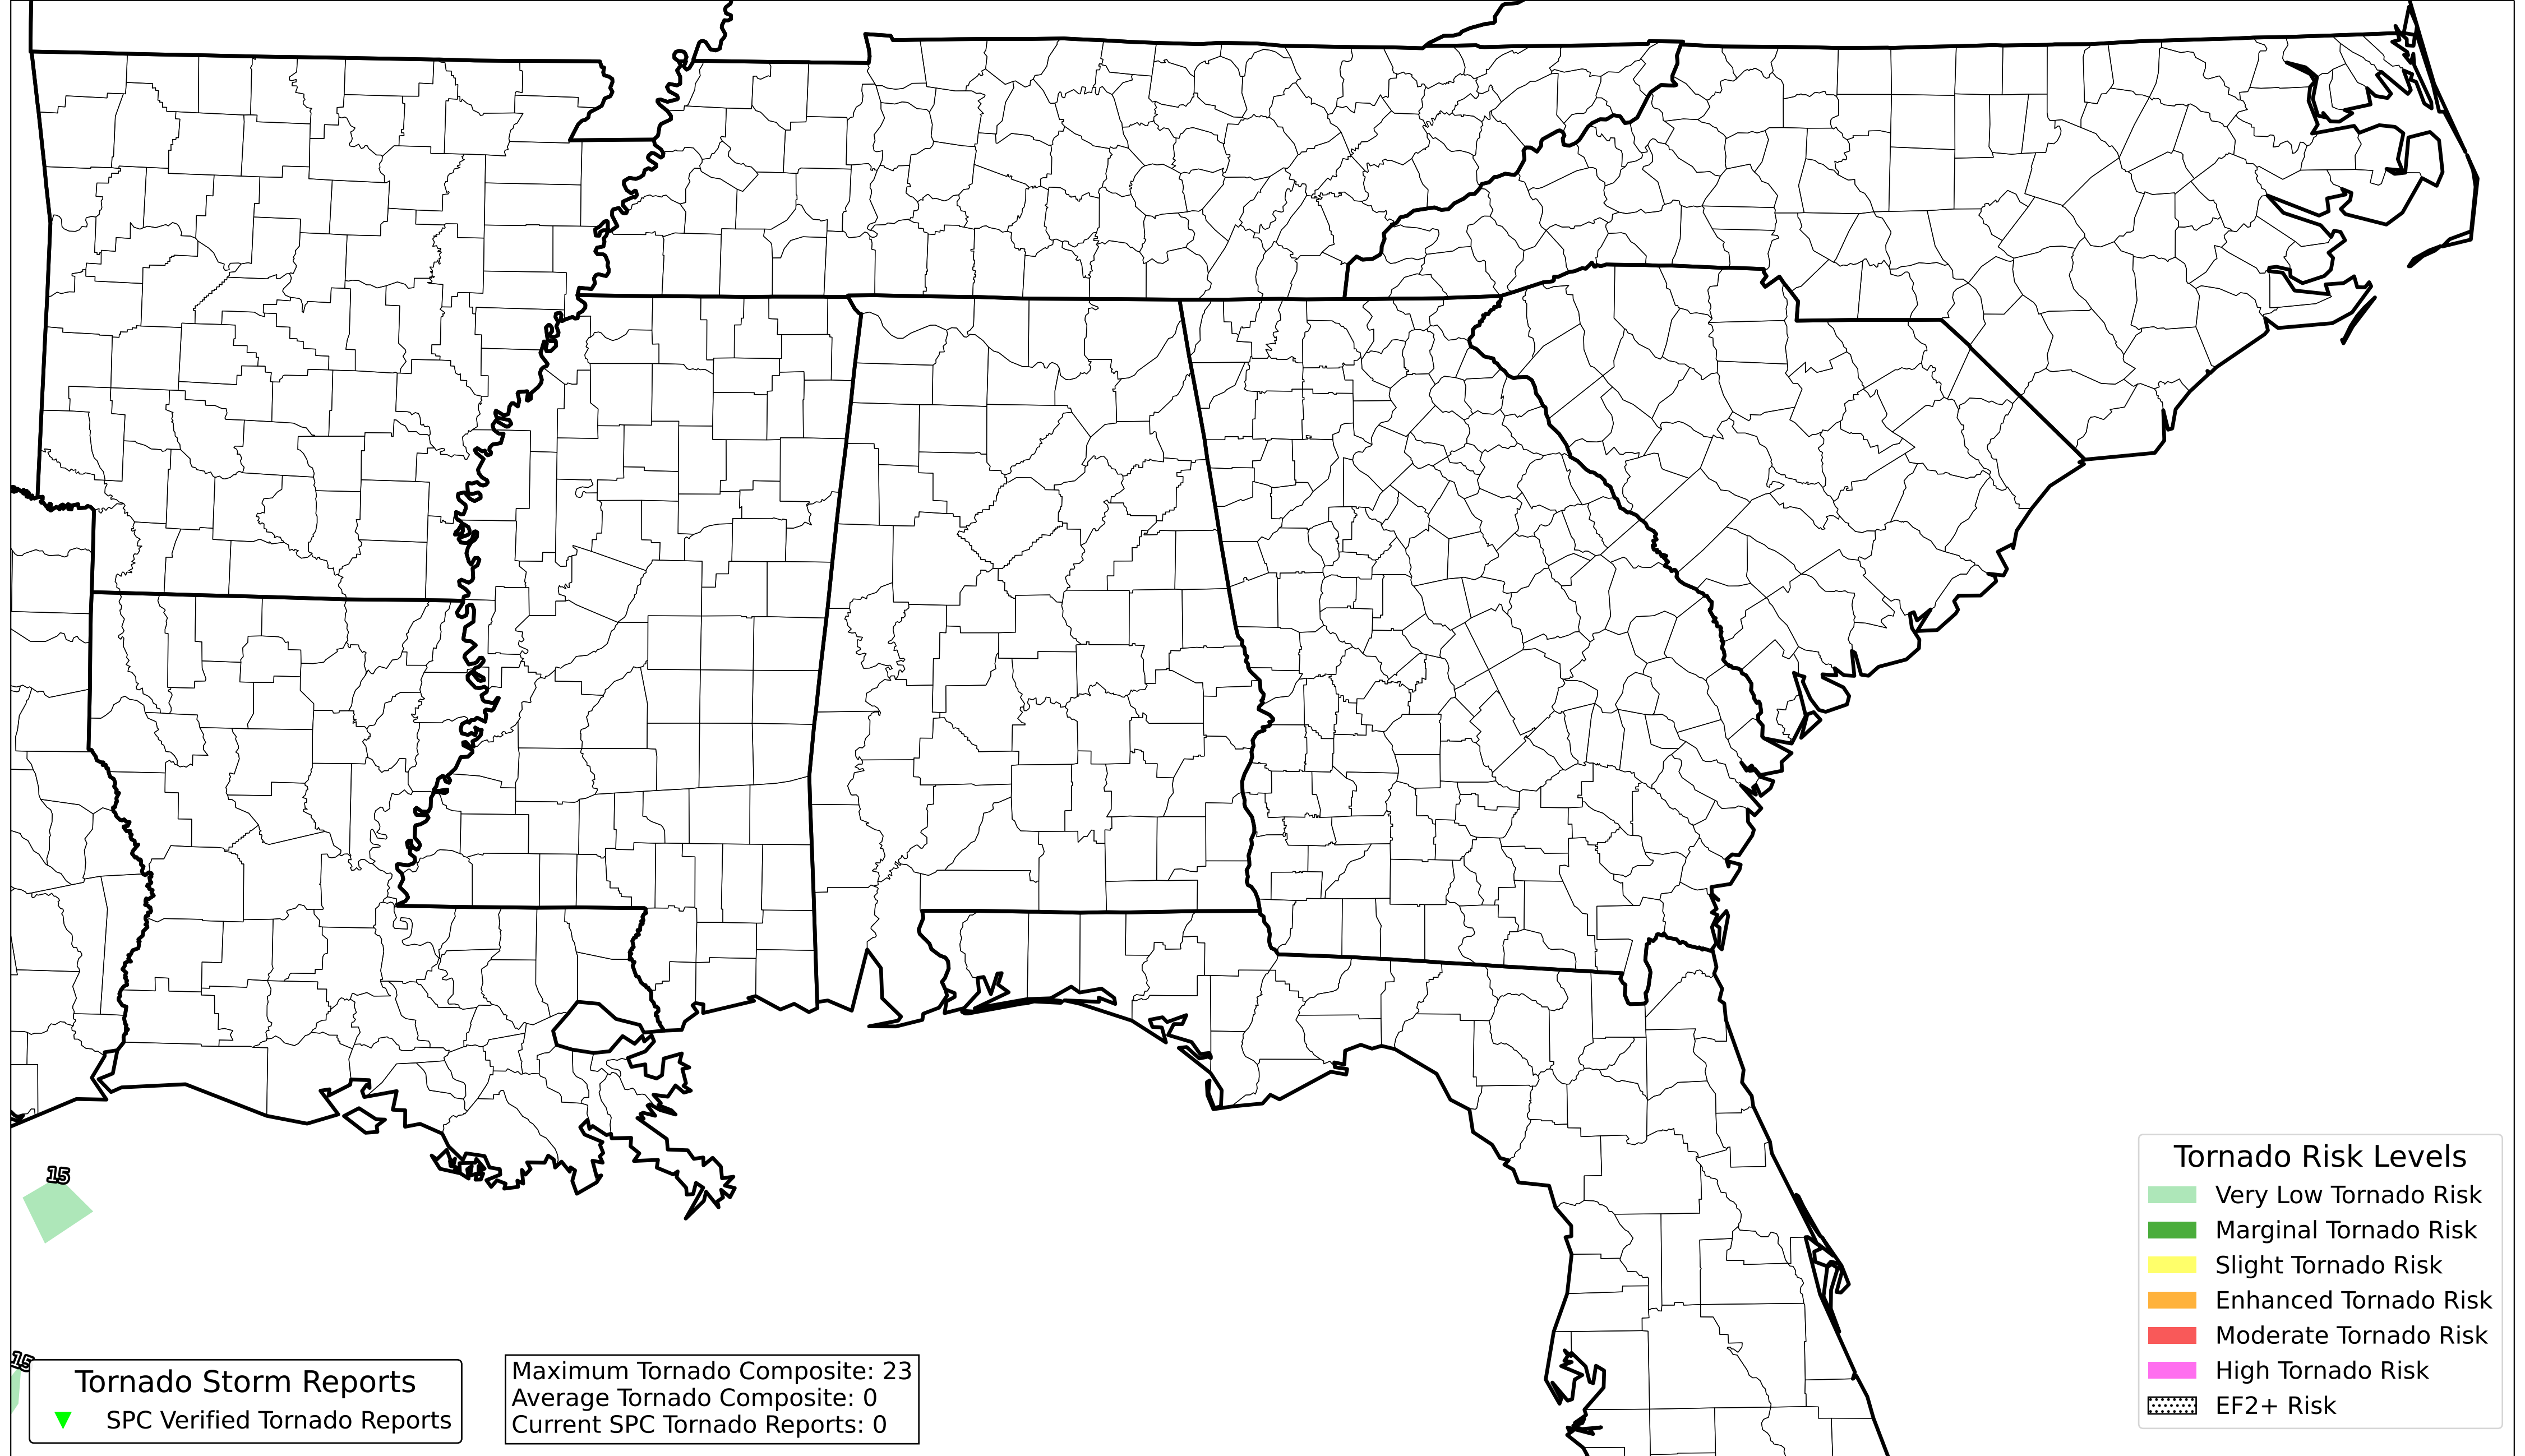 15
15
Tornado Storm Reports
SPC Verified Tornado Reports
Maximum Tornado Composite: 23
Average Tornado Composite: 0
Current SPC Tornado Reports: 0
Tornado Risk Levels
Very Low Tornado Risk
Marginal Tornado Risk
Slight Tornado Risk
Enhanced Tornado Risk
Moderate Tornado Risk
High Tornado Risk
EF2+ Risk